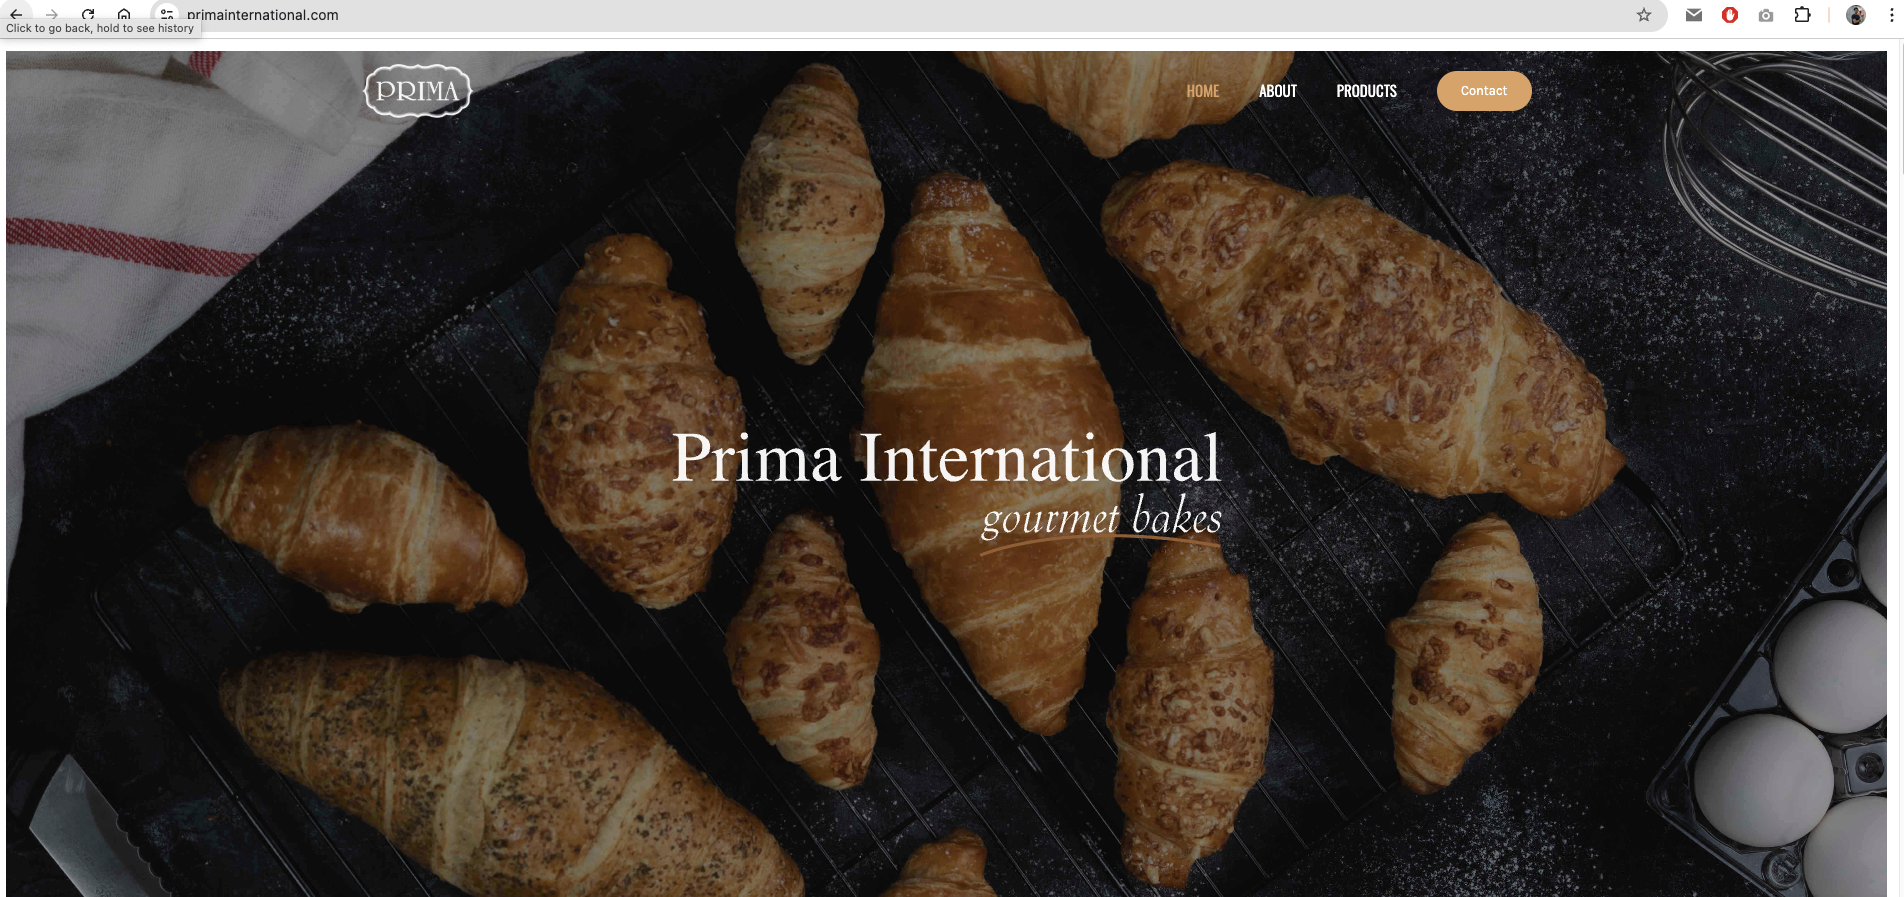 primainternational.com
Click to go back, hold to see history
PRIMA
HOME ABOUT PRODUCTS Contact
Prima International
gourmet bakes